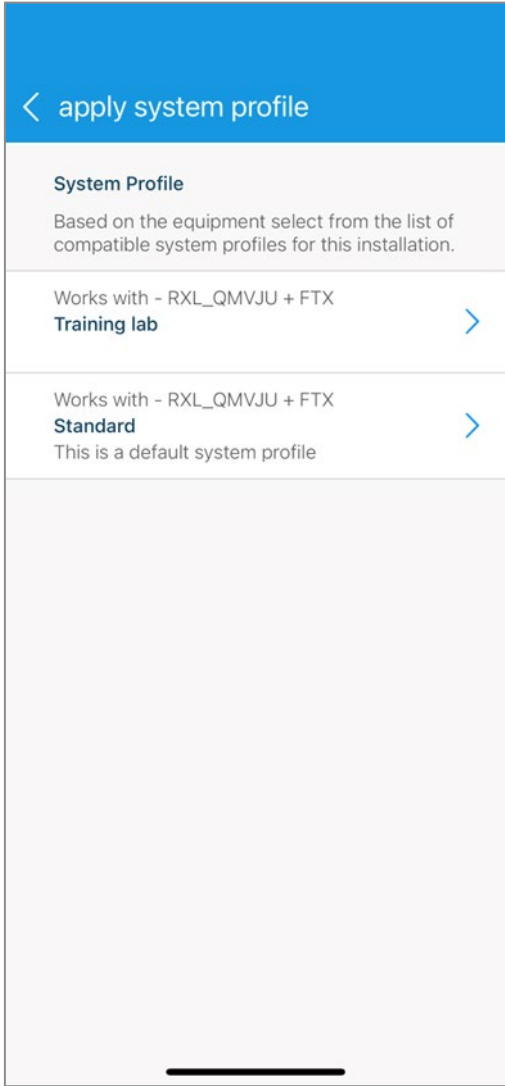 apply system profile
System Profile
Based on the equipment select from the list of
compatible system profiles for this installation.
Works with - RXL_QMVJU + FTX
Training lab
Works with - RXL_QMVJU + FTX
Standard
This is a default system profile